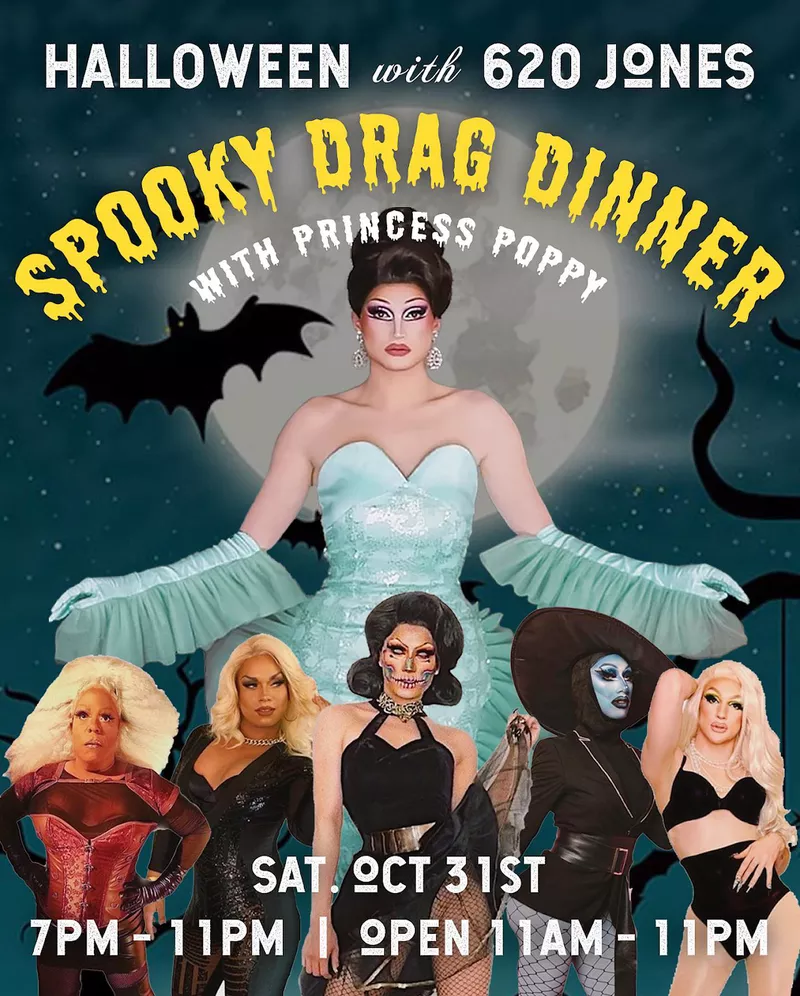 HALLOWEEN with 620 JONES
SPOOKY DRAG DINNER
WITH PRINCESS POPPY
SAT. OCT 31ST
7PM - 11PM | OPEN 11AM - 11PM